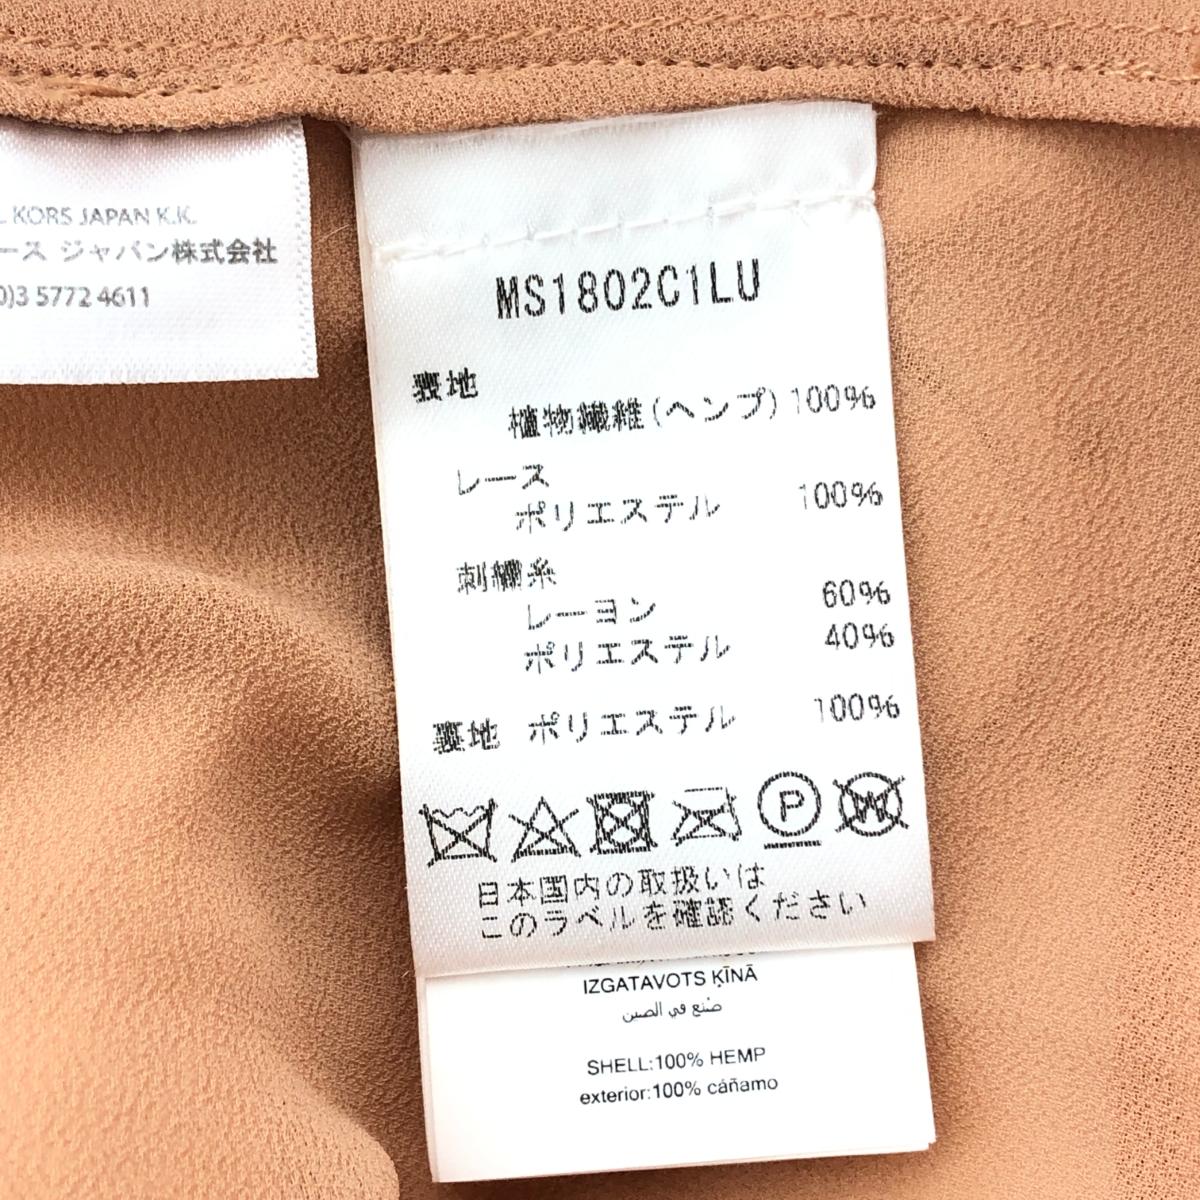 L KORS JAPAN K.K.
ース ジャパン株式会社
0)3 5772 4611
MS1802C1LU
表地
植物繊維(ヘンプ) 100%
レース
ポリエステル 100%
刺繍糸
レーヨン 60%
ポリエステル 40%
裏地 ポリエステル 100%
P
W
日本国内の取扱いは
このラベルを確認ください
IZGATAVOTS ĶĪNĀ
صنع في الصين
SHELL:100% HEMP
exterior:100% cáñamo